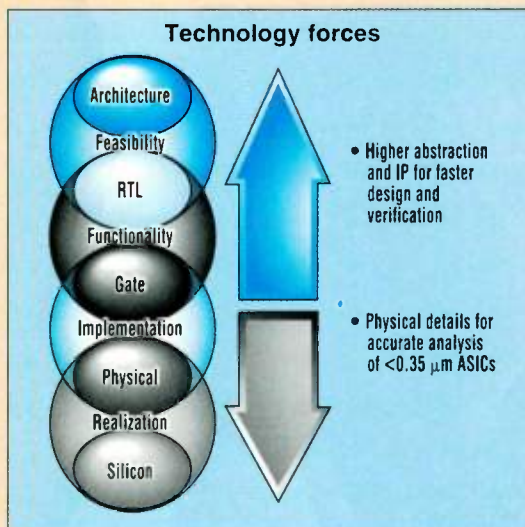 Technology forces
Architecture
Feasibility
RTL
Functionality
Gate
Implementation
Physical
Realization
Silicon
• Higher abstraction
and IP for faster
design and
verification
• Physical details for
accurate analysis
of <0.35 μm ASICs